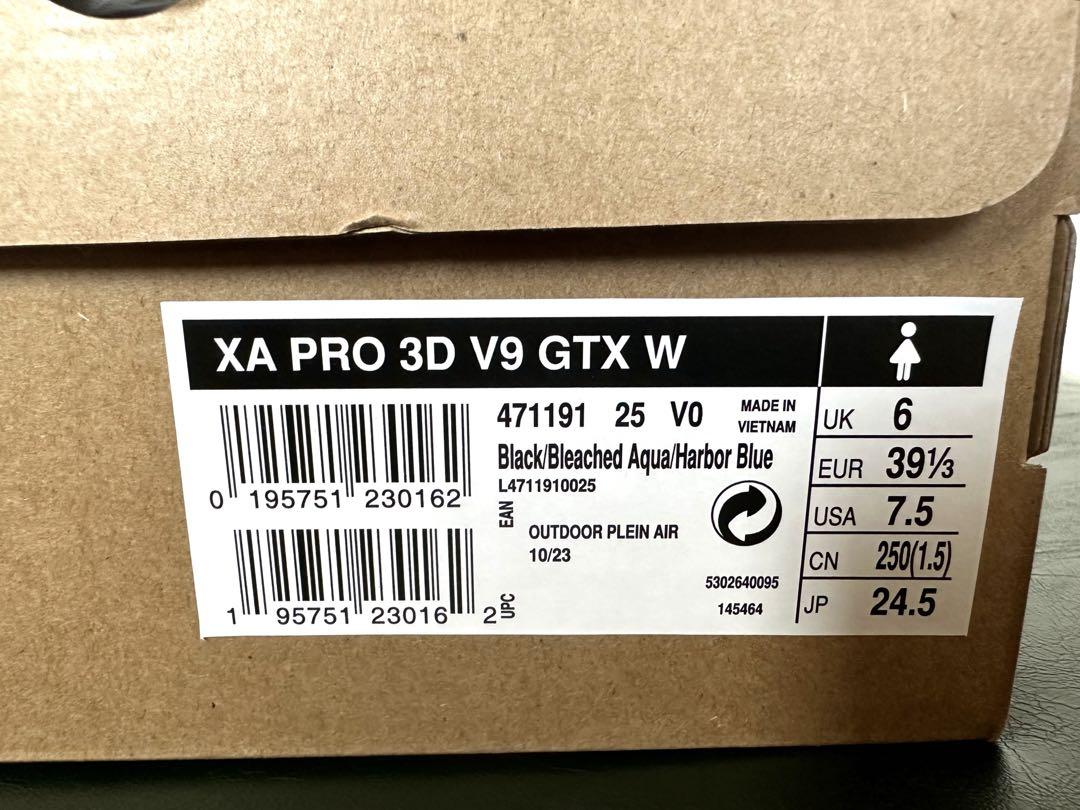 XA PRO 3D V9 GTX W
0 195751 230162
1 95751 23016 2
EAN
UPC
471191 25 V0
MADE IN
VIETNAM
Black/Bleached Aqua/Harbor Blue
L4711910025
OUTDOOR PLEIN AIR
10/23
5302640095
145464
UK 6
EUR 39⅓
USA 7.5
CN 250(1.5)
JP 24.5